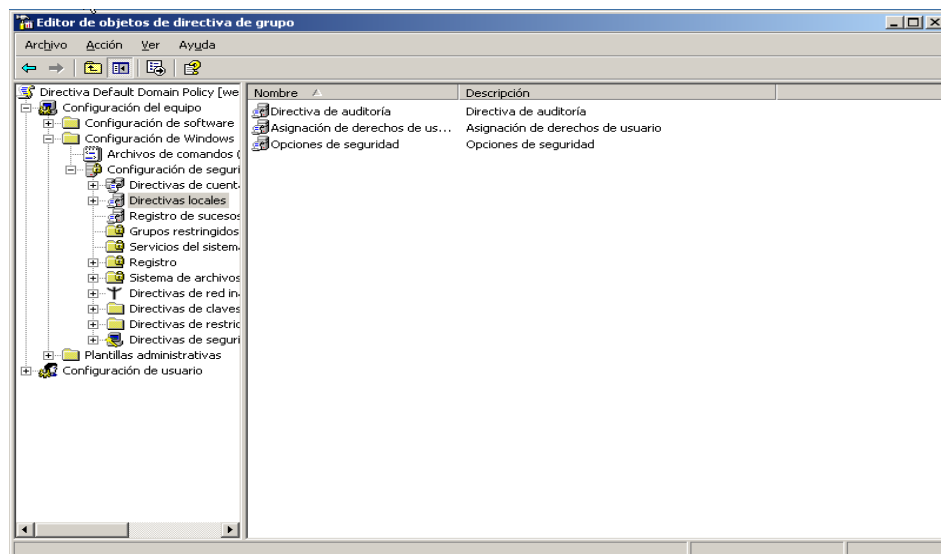 Editor de objetos de directiva de grupo
Archivo Acción Ver Ayuda
Directiva Default Domain Policy [we
Configuración del equipo
Configuración de software
Configuración de Windows
Archivos de comandos (
Configuración de seguri
Directivas de cuent
Directivas locales
Registro de sucesos
Grupos restringidos
Servicios del sistem
Registro
Sistema de archivos
Directivas de red in
Directivas de claves
Directivas de restric
Directivas de seguri
Plantillas administrativas
Configuración de usuario
Nombre Descripción
Directiva de auditoría Directiva de auditoría
Asignación de derechos de us... Asignación de derechos de usuario
Opciones de seguridad Opciones de seguridad